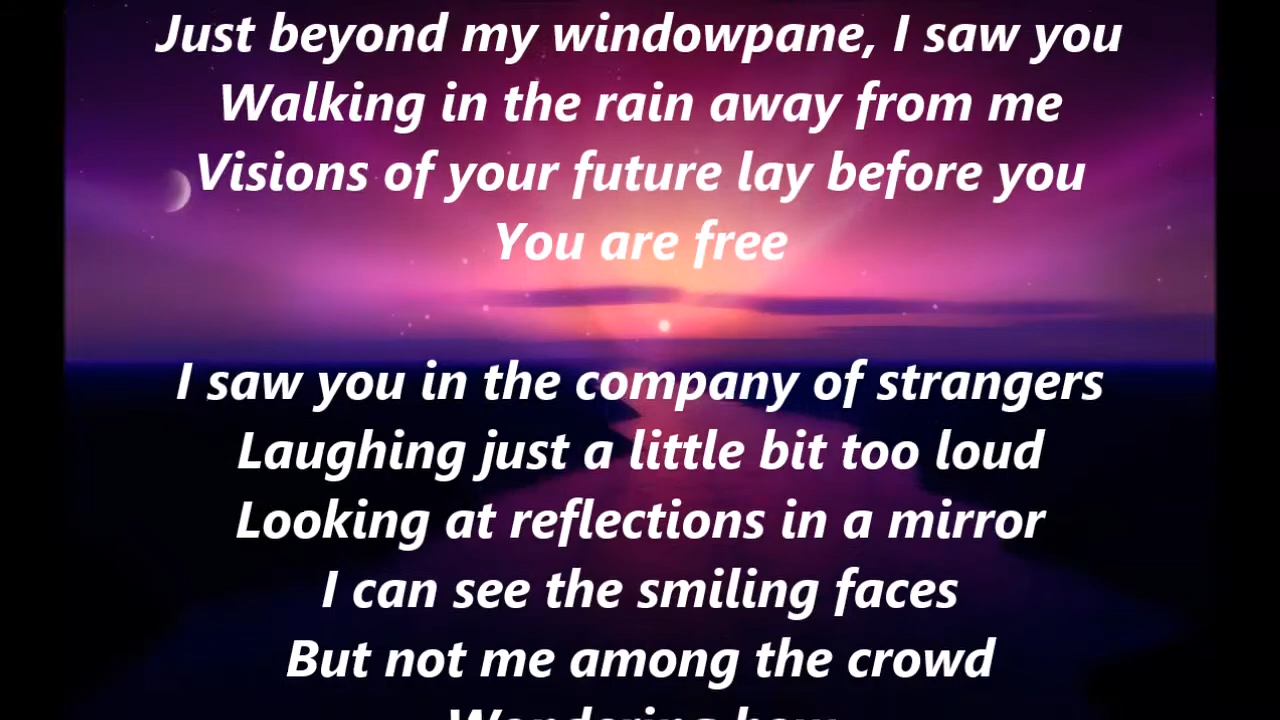 Just beyond my windowpane, I saw you
Walking in the rain away from me
Visions of your future lay before you
You are free
I saw you in the company of strangers
Laughing just a little bit too loud
Looking at reflections in a mirror
I can see the smiling faces
But not me among the crowd
Wondering how